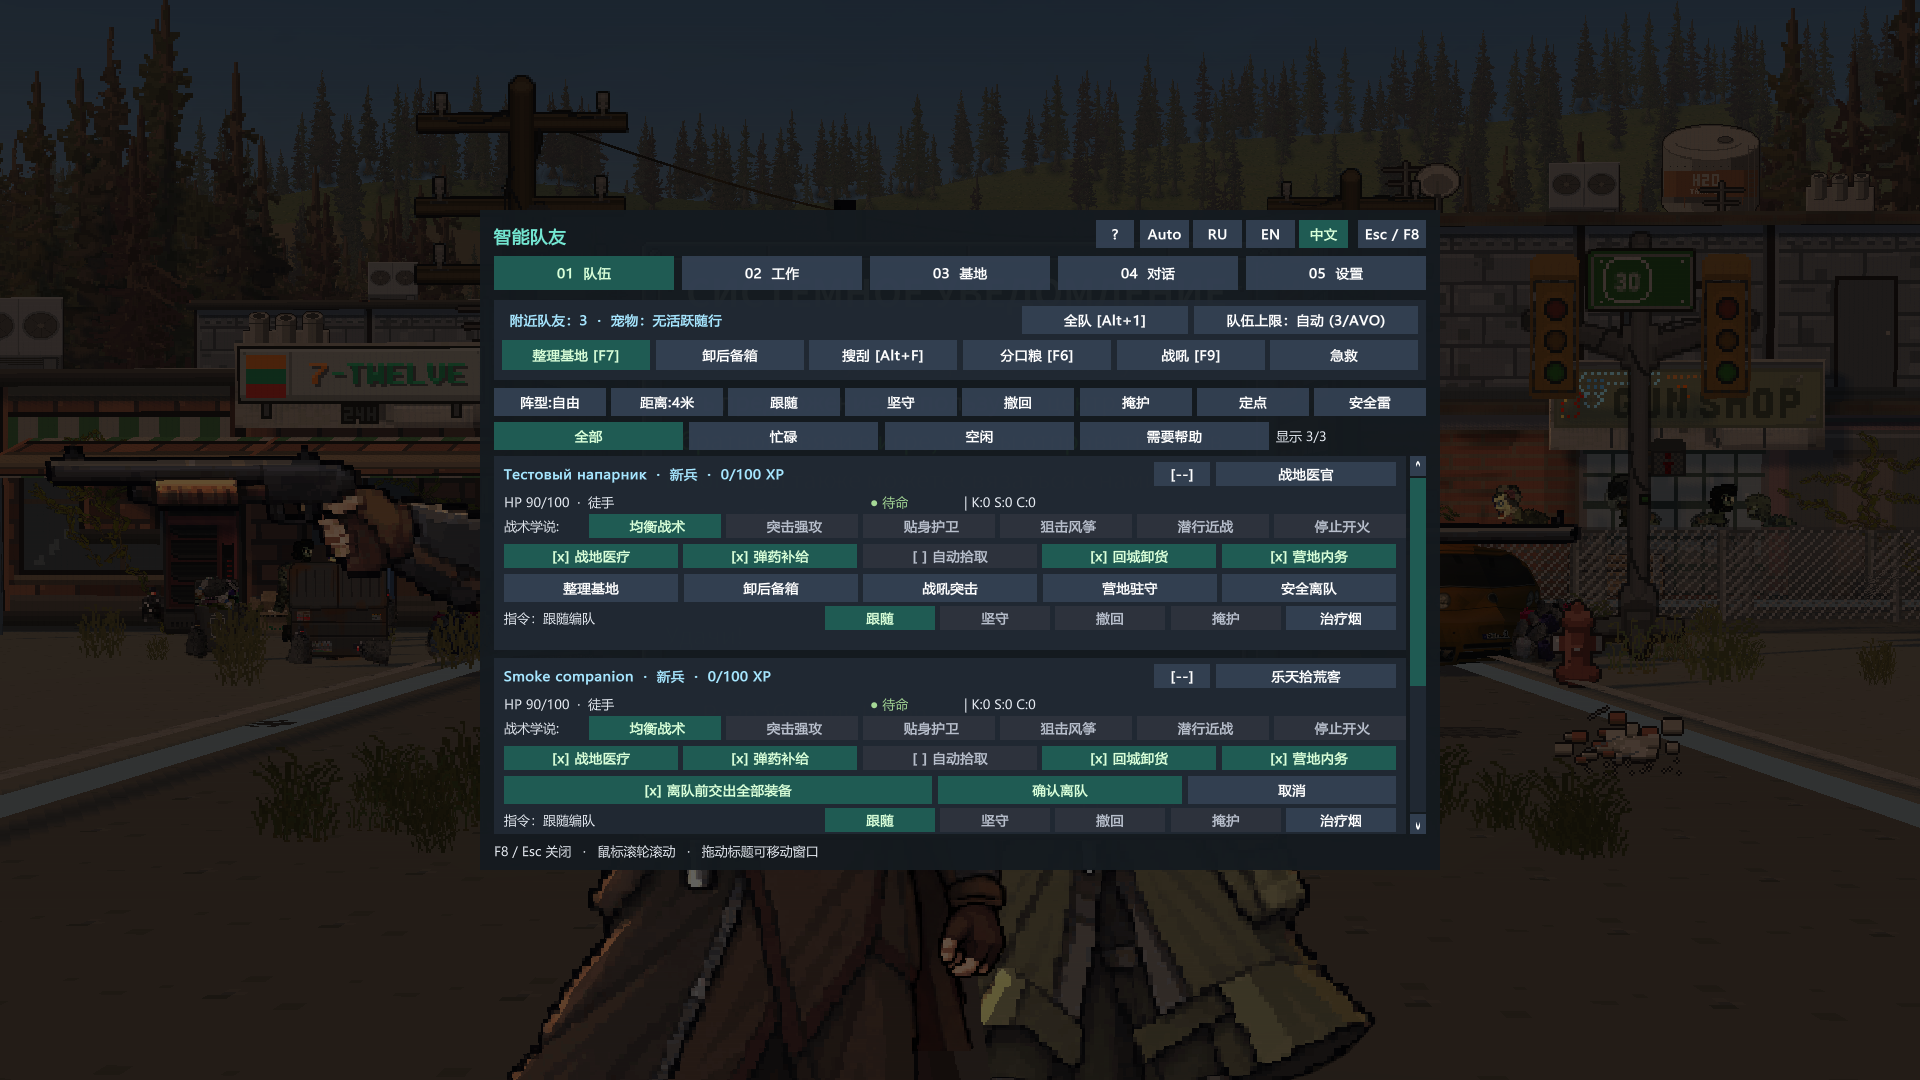 智能队友
? Auto RU EN 中文 Esc / F8
01 队伍 02 工作 03 基地 04 对话 05 设置
附近队友: 3 · 宠物: 无活跃随行 全队 [Alt+1] 队伍上限: 自动 (3/AVO)
整理基地 [F7] 卸后备箱 搜刮 [Alt+F] 分口粮 [F6] 战吼 [F9] 急救
阵型:自由 距离:4米 跟随 坚守 撤回 掩护 定点 安全雷
全部 忙碌 空闲 需要帮助 显示 3/3
Тестовый напарник · 新兵 · 0/100 XP [--] 战地医官
HP 90/100 · 徒手 ● 待命 | K:0 S:0 C:0
战术学说: 均衡战术 突击强攻 贴身护卫 狙击风筝 潜行近战 停止开火
[x] 战地医疗 [x] 弹药补给 [ ] 自动拾取 [x] 回城卸货 [x] 营地内务
整理基地 卸后备箱 战吼突击 营地驻守 安全离队
指令: 跟随编队 跟随 坚守 撤回 掩护 治疗烟
Smoke companion · 新兵 · 0/100 XP [--] 乐天拾荒客
HP 90/100 · 徒手 ● 待命 | K:0 S:0 C:0
战术学说: 均衡战术 突击强攻 贴身护卫 狙击风筝 潜行近战 停止开火
[x] 战地医疗 [x] 弹药补给 [ ] 自动拾取 [x] 回城卸货 [x] 营地内务
[x] 离队前交出全部装备 确认离队 取消
指令: 跟随编队 跟随 坚守 撤回 掩护 治疗烟
F8 / Esc 关闭 · 鼠标滚轮滚动 · 拖动标题可移动窗口
7-TWELVE
24H
H2O
30
GUN SHOP